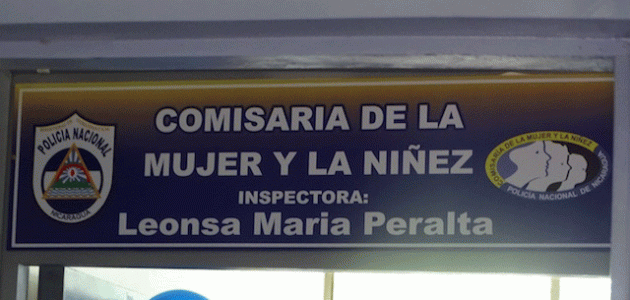 COMISARIA DE LA
MUJER Y LA NIÑEZ
INSPECTORA:
Leonsa Maria Peralta
POLICIA NACIONAL
NICARAGUA
COMISARIA DE LA MUJER Y LA NIÑEZ
POLICIA NACIONAL DE NICARAGUA